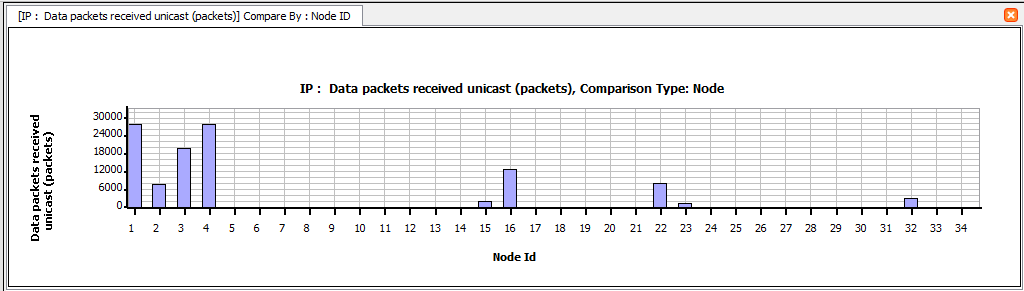 [IP :  Data packets received unicast (packets)] Compare By : Node ID
IP :  Data packets received unicast (packets), Comparison Type: Node
Data packets received
unicast (packets)
30000
24000
18000
12000
6000
0
1 2 3 4 5 6 7 8 9 10 11 12 13 14 15 16 17 18 19 20 21 22 23 24 25 26 27 28 29 30 31 32 33 34
Node Id